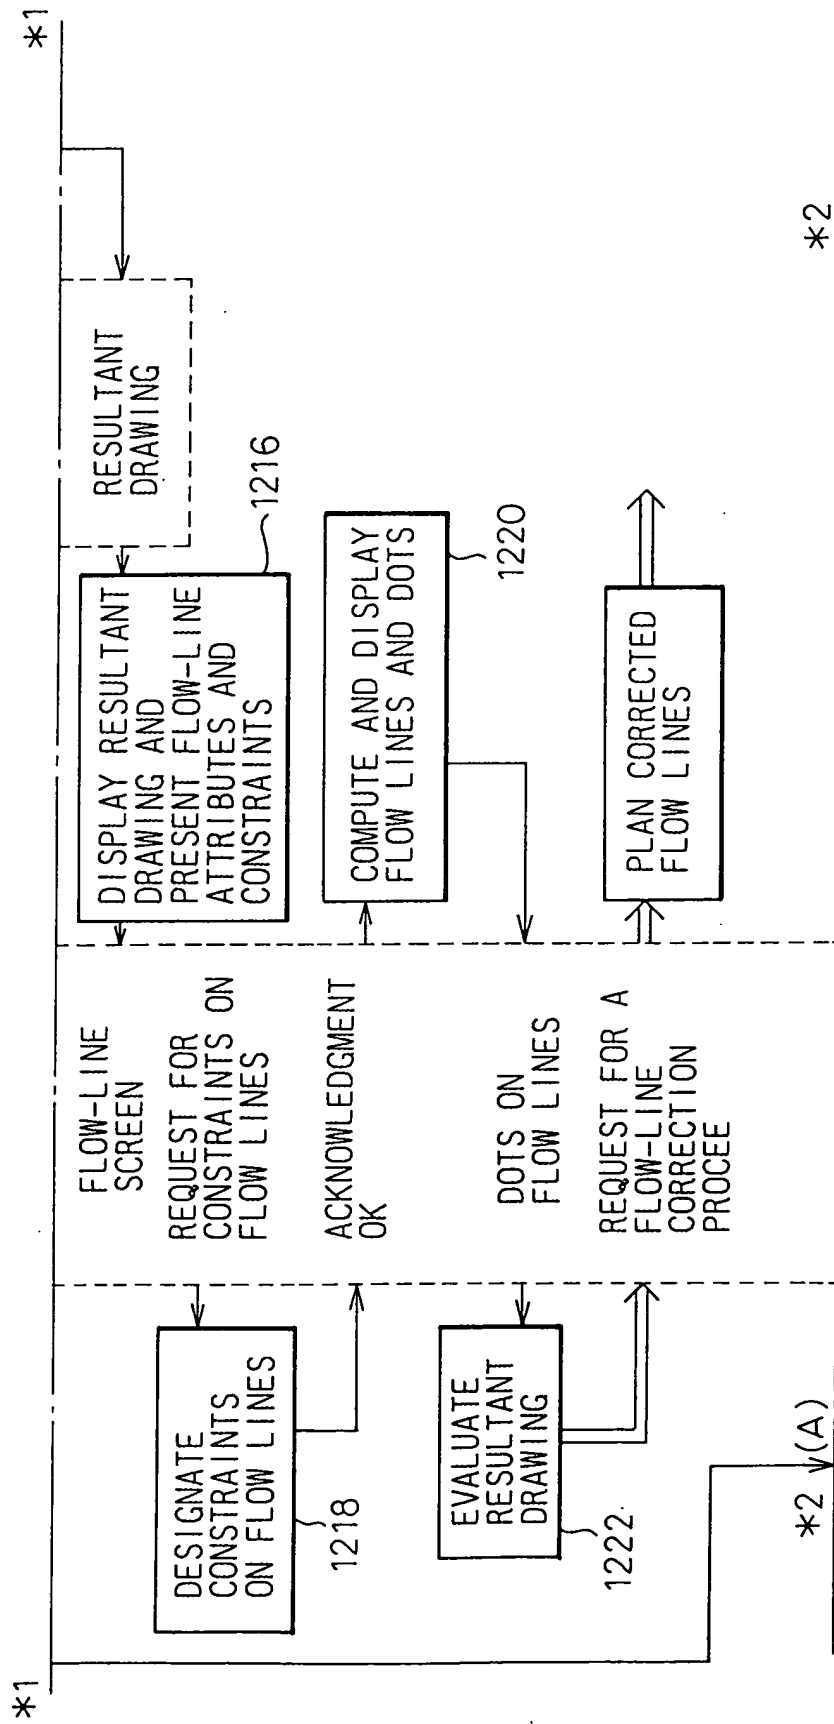 *1
*1
RESULTANT
DRAWING
DISPLAY RESULTANT
DRAWING AND
PRESENT FLOW-LINE
ATTRIBUTES AND
CONSTRAINTS
1216
FLOW-LINE
SCREEN
REQUEST FOR
CONSTRAINTS ON
FLOW LINES
DESIGNATE
CONSTRAINTS
ON FLOW LINES
1218
ACKNOWLEDGMENT
OK
COMPUTE AND DISPLAY
FLOW LINES AND DOTS
1220
DOTS ON
FLOW LINES
EVALUATE
RESULTANT
DRAWING
1222
REQUEST FOR A
FLOW-LINE
CORRECTION
PROCEE
PLAN CORRECTED
FLOW LINES
*2
(A)
*2